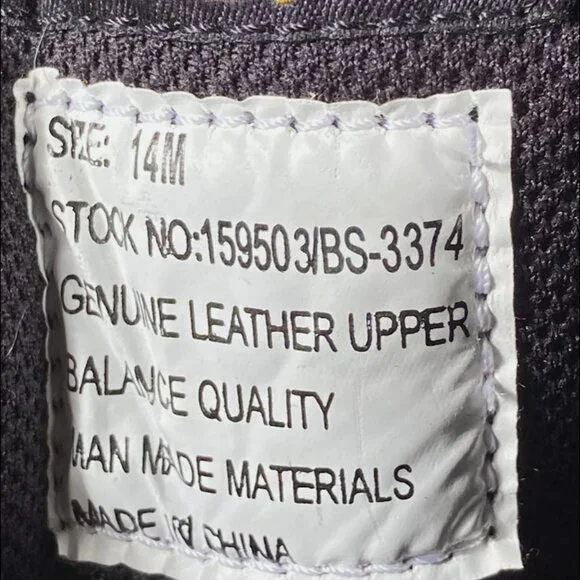 SIZE: 14M
STOCK NO:159503/BS-3374
GENUINE LEATHER UPPER
BALANCE QUALITY
MAN MADE MATERIALS
MADE IN CHINA